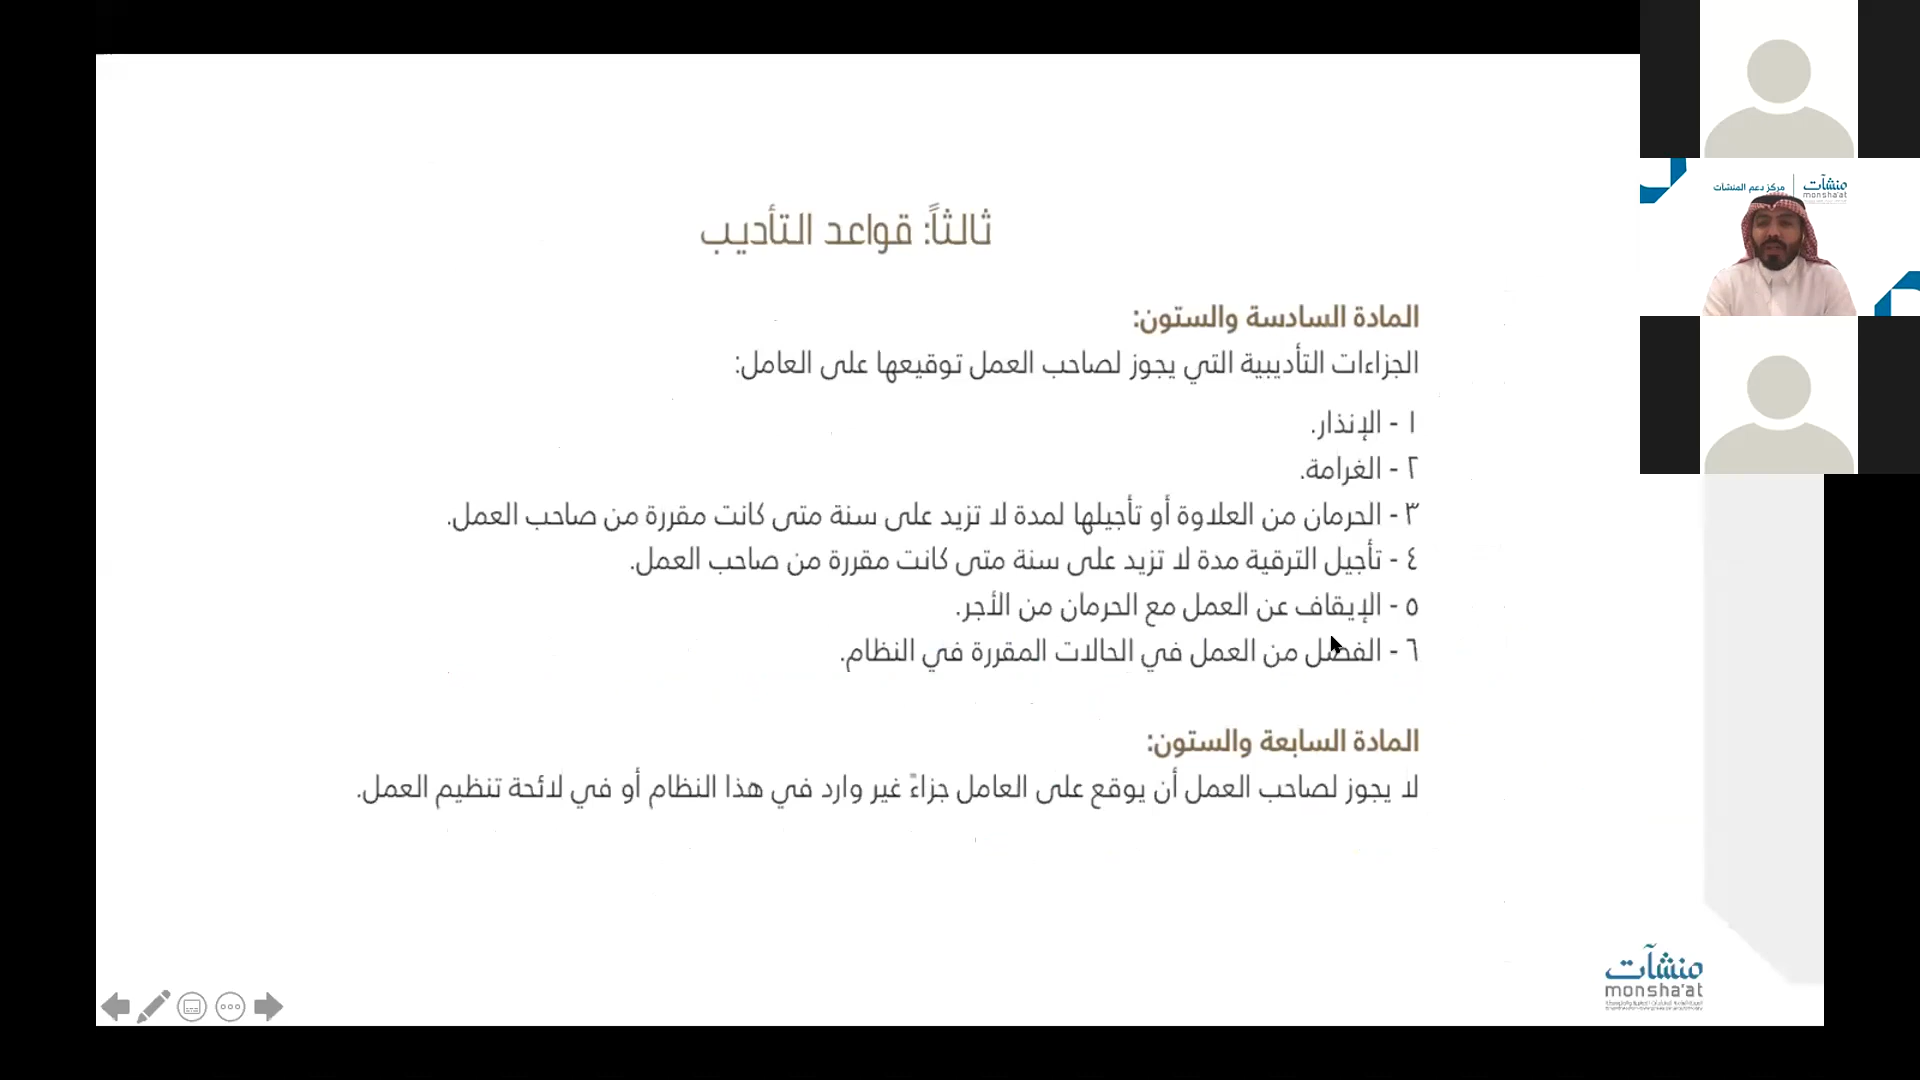 ثالثاً: قواعد التأديب
المادة السادسة والستون:
الجزاءات التأديبية التي يجوز لصاحب العمل توقيعها على العامل:
١ - الإنذار.
٢ - الغرامة.
٣ - الحرمان من العلاوة أو تأجيلها لمدة لا تزيد على سنة متى كانت مقررة من صاحب العمل.
٤ - تأجيل الترقية مدة لا تزيد على سنة متى كانت مقررة من صاحب العمل.
٥ - الإيقاف عن العمل مع الحرمان من الأجر.
٦ - الفصل من العمل في الحالات المقررة في النظام.
المادة السابعة والستون:
لا يجوز لصاحب العمل أن يوقع على العامل جزاءً غير وارد في هذا النظام أو في لائحة تنظيم العمل.
منشآت
monsha'at
منشآت
monsha'at
مركز دعم المنشآت